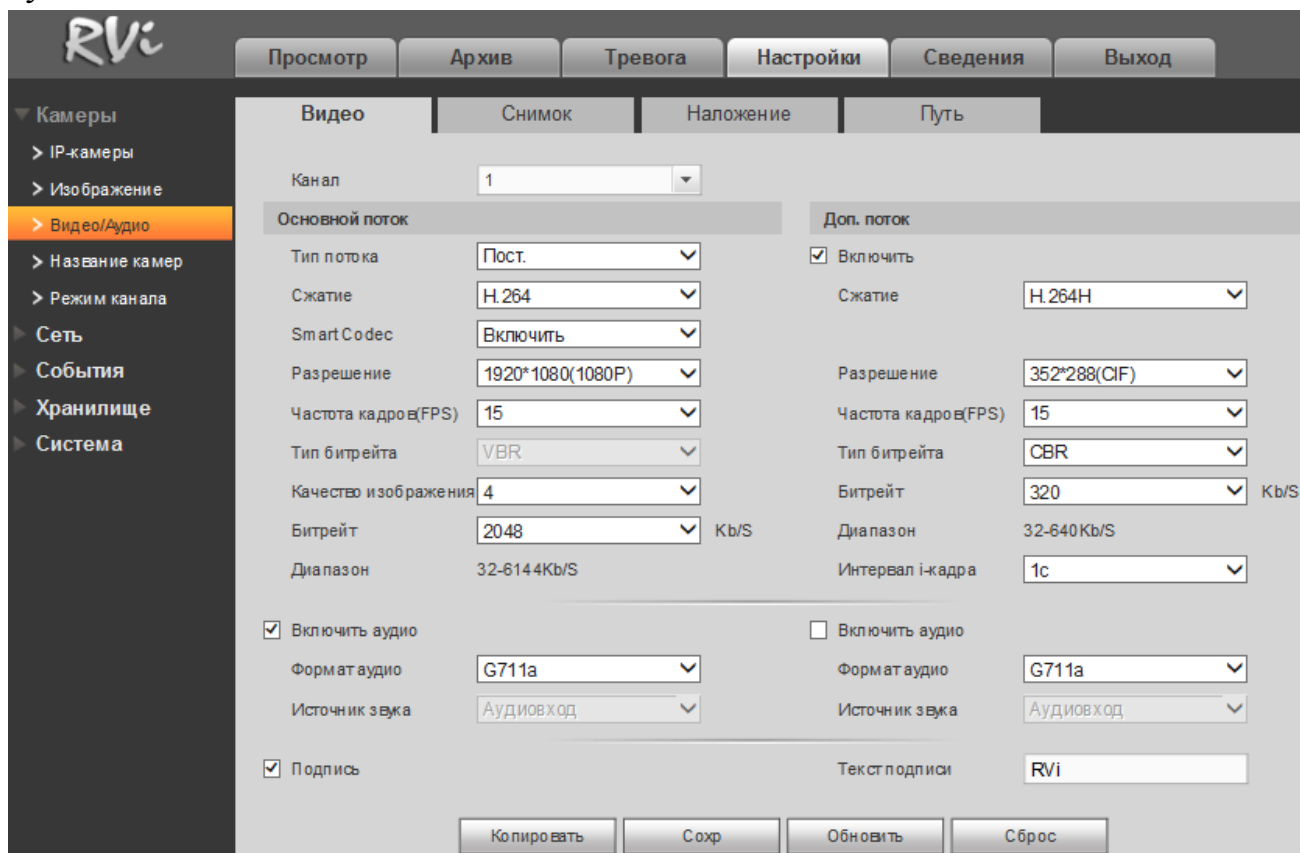 RVi
Просмотр Архив Тревога Настройки Сведения Выход
Камеры
IP-камеры
Изображение
Видео/Аудио
Название камер
Режим канала
Сеть
События
Хранилище
Система
Видео Снимок Наложение Путь
Канал 1
Основной поток Доп. поток
Тип потока Пост. Включить
Сжатие H.264 Сжатие H.264H
Smart Codec Включить
Разрешение 1920*1080(1080P) Разрешение 352*288(CIF)
Частота кадров(FPS) 15 Частота кадров(FPS) 15
Тип битрейта VBR Тип битрейта CBR
Качество изображения 4 Битрейт 320 Kb/S
Битрейт 2048 Kb/S Диапазон 32-640Kb/S
Диапазон 32-6144Kb/S Интервал i-кадра 1с
Включить аудио Включить аудио
Формат аудио G711a Формат аудио G711a
Источник звука Аудиовход Источник звука Аудиовход
Подпись Текст подписи RVi
Копировать Сохр Обновить Сброс